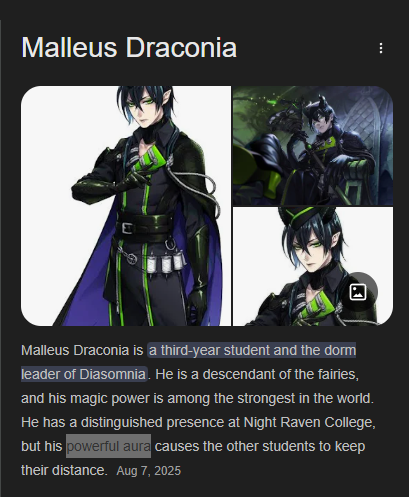 Malleus Draconia
Malleus Draconia is a third-year student and the dorm
leader of Diasomnia. He is a descendant of the fairies,
and his magic power is among the strongest in the world.
He has a distinguished presence at Night Raven College,
but his powerful aura causes the other students to keep
their distance. Aug 7, 2025